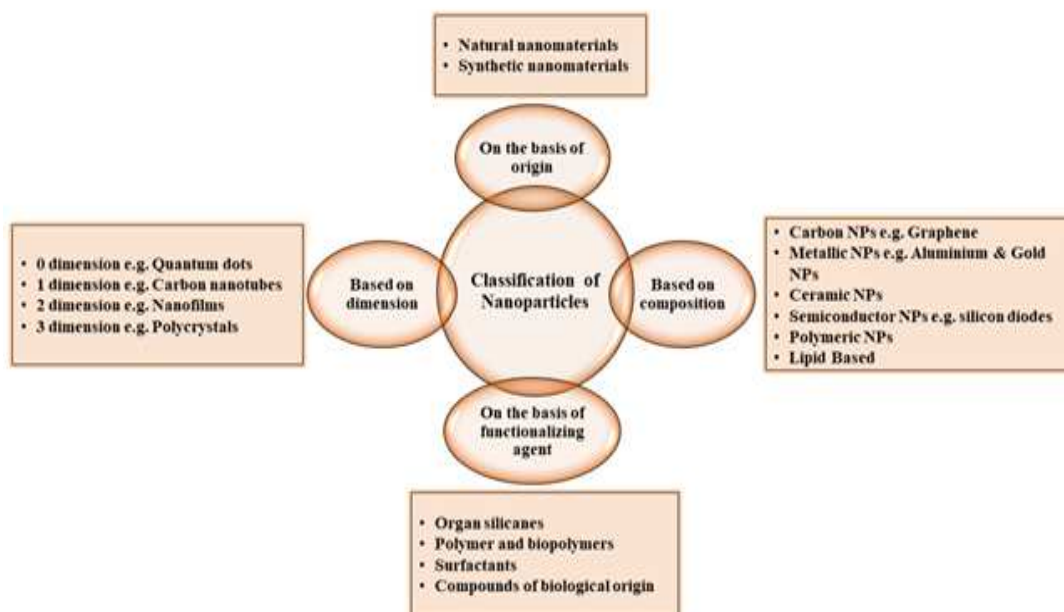 • Natural nanomaterials
• Synthetic nanomaterials
On the basis of
origin
• 0 dimension e.g. Quantum dots
• 1 dimension e.g. Carbon nanotubes
• 2 dimension e.g. Nanofilms
• 3 dimension e.g. Polycrystals
Based on
dimension
Classification of
Nanoparticles
Based on
composition
• Carbon NPs e.g. Graphene
• Metallic NPs e.g. Aluminium & Gold
NPs
• Ceramic NPs
• Semiconductor NPs e.g. silicon diodes
• Polymeric NPs
• Lipid Based
On the basis of
functionalizing
agent
• Organ silicanes
• Polymer and biopolymers
• Surfactants
• Compounds of biological origin